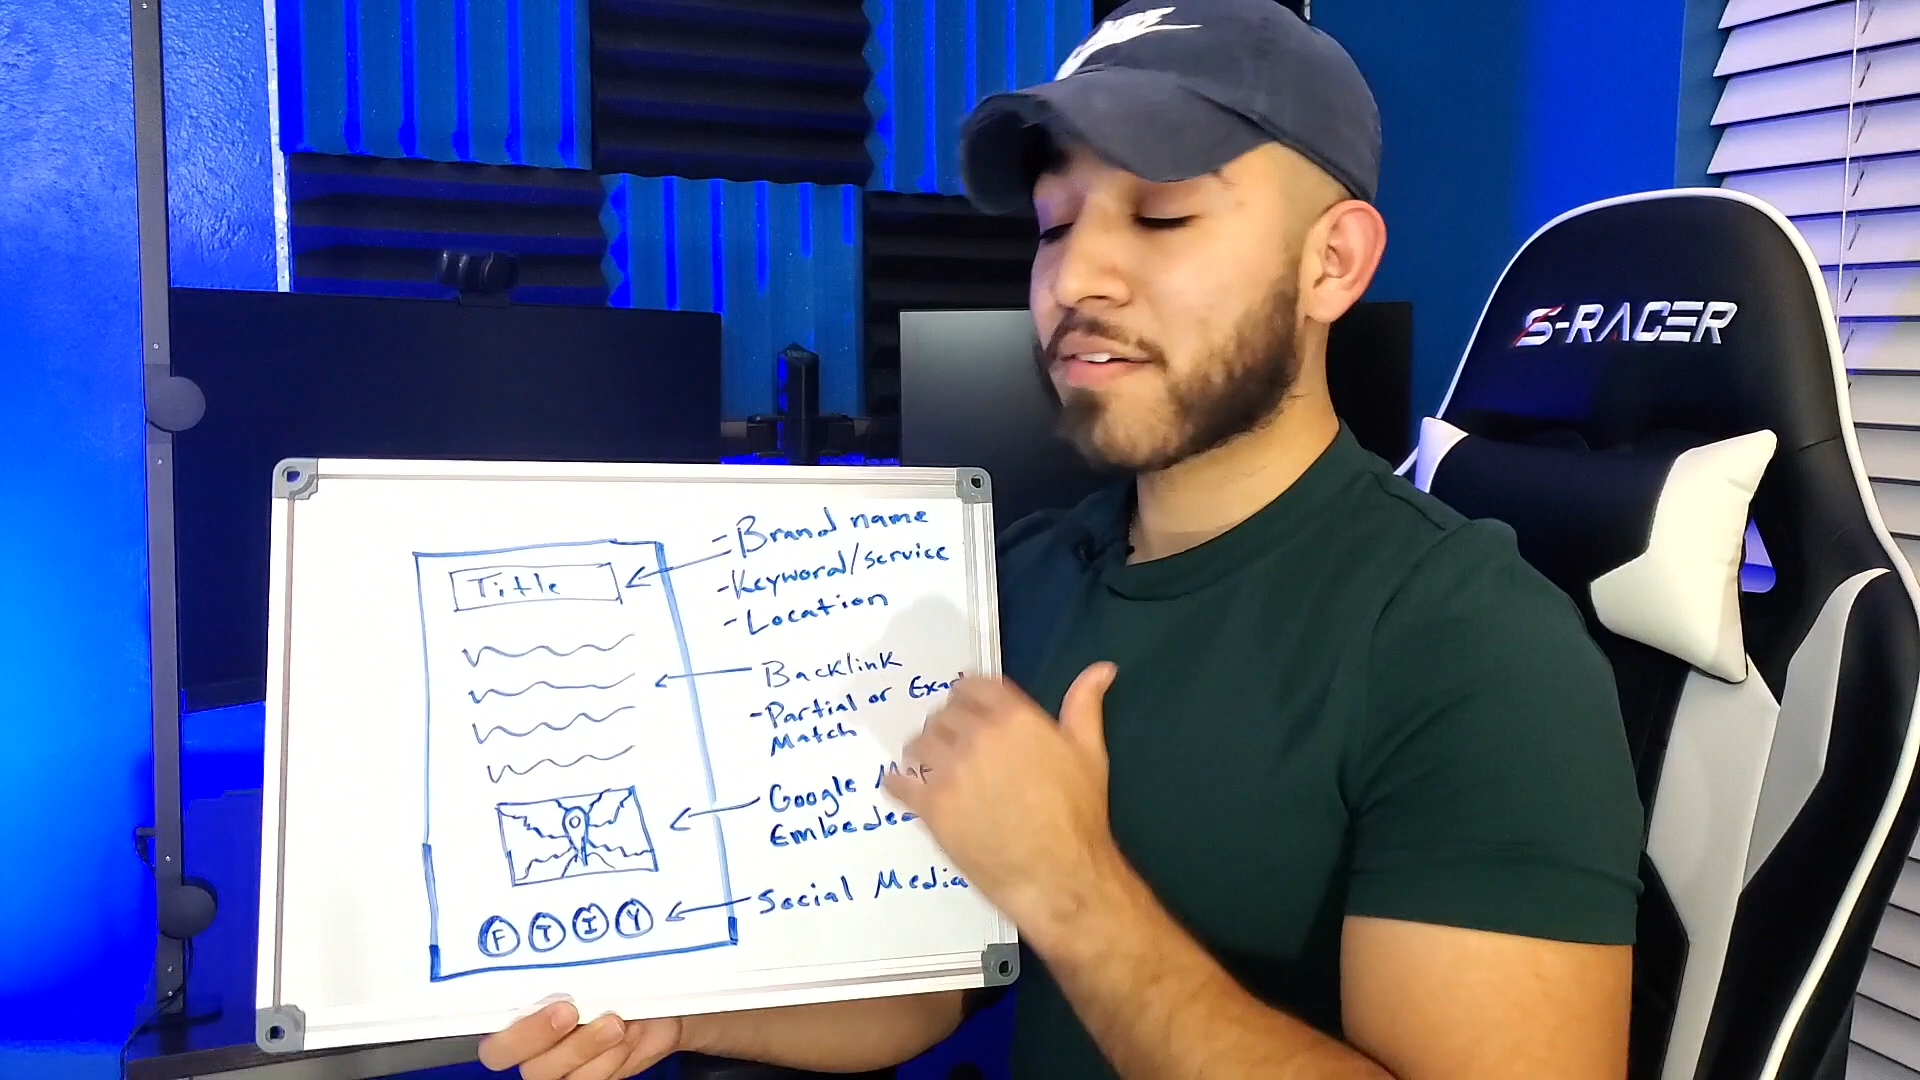 S-RACER
Title
- Brand name
- Keyword/service
- Location
Backlink
- Partial or
Match
Google
Social Media
F T I Y